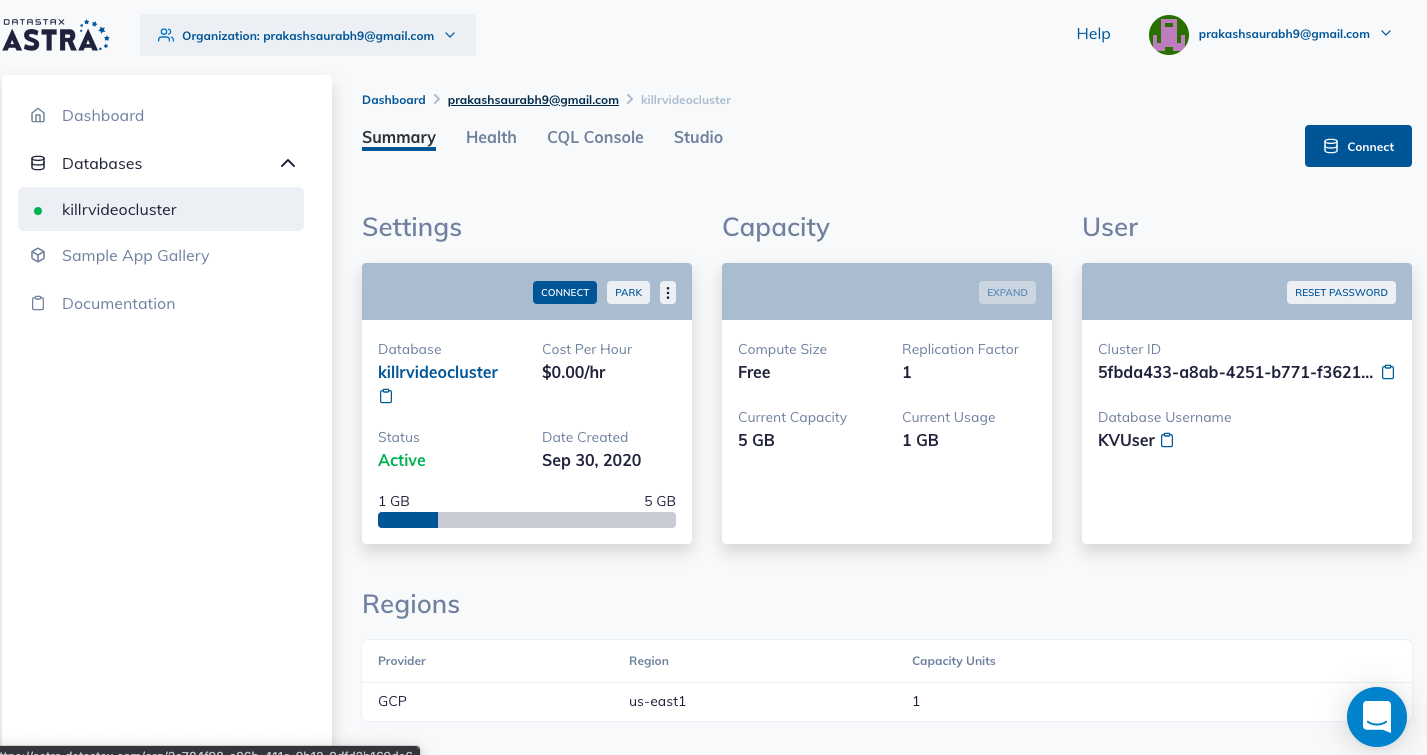 DATASTAX
ASTRA
Organization: prakashsaurabh9@gmail.com
Help
prakashsaurabh9@gmail.com
Dashboard
Databases
killrvideocluster
Sample App Gallery
Documentation
Dashboard > prakashsaurabh9@gmail.com > killrvideocluster
Summary Health CQL Console Studio
Connect
Settings
CONNECT PARK
Database Cost Per Hour
killrvideocluster $0.00/hr
Status Date Created
Active Sep 30, 2020
1 GB 5 GB
Capacity
EXPAND
Compute Size Replication Factor
Free 1
Current Capacity Current Usage
5 GB 1 GB
User
RESET PASSWORD
Cluster ID
5fbda433-a8ab-4251-b771-f3621...
Database Username
KVUser
Regions
Provider Region Capacity Units
GCP us-east1 1